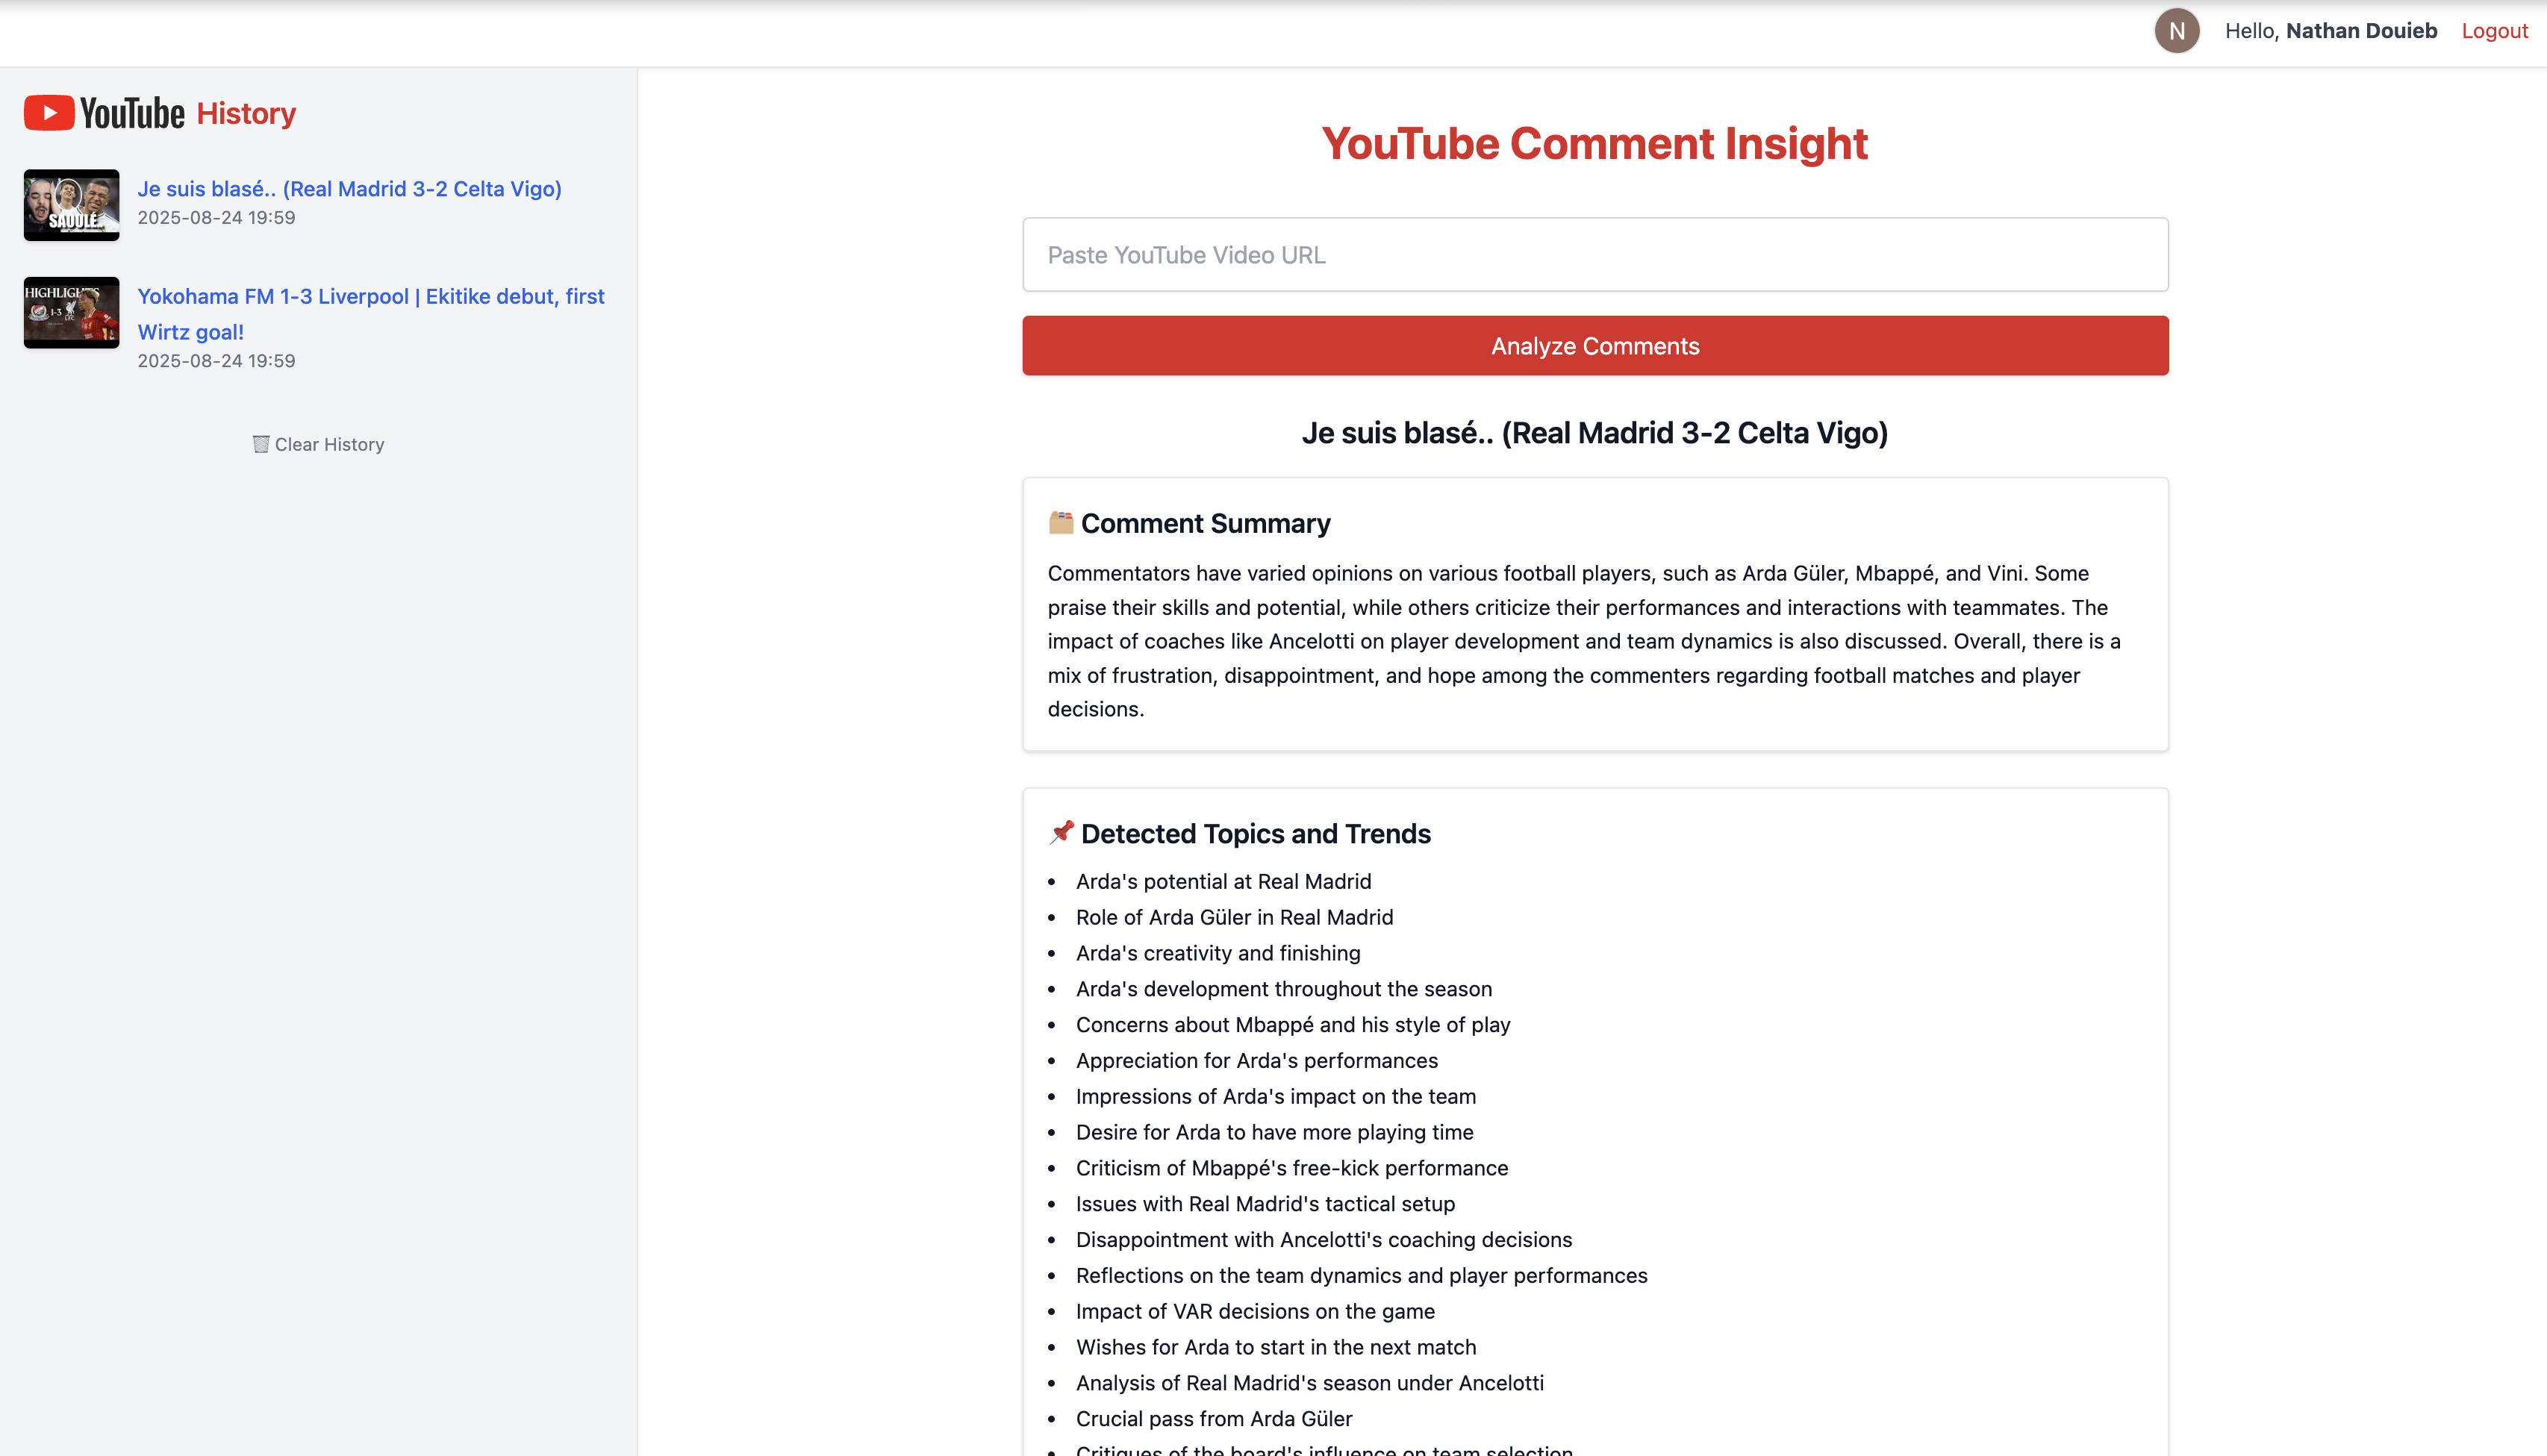 N Hello, Nathan Douieb Logout
YouTube History
SAOULÉ
Je suis blasé.. (Real Madrid 3-2 Celta Vigo)
2025-08-24 19:59
HIGHLIGHTS
1-3
Yokohama FM 1-3 Liverpool | Ekitike debut, first
Wirtz goal!
2025-08-24 19:59
Clear History
YouTube Comment Insight
Paste YouTube Video URL
Analyze Comments
Je suis blasé.. (Real Madrid 3-2 Celta Vigo)
Comment Summary
Commentators have varied opinions on various football players, such as Arda Güler, Mbappé, and Vini. Some
praise their skills and potential, while others criticize their performances and interactions with teammates. The
impact of coaches like Ancelotti on player development and team dynamics is also discussed. Overall, there is a
mix of frustration, disappointment, and hope among the commenters regarding football matches and player
decisions.
Detected Topics and Trends
• Arda's potential at Real Madrid
• Role of Arda Güler in Real Madrid
• Arda's creativity and finishing
• Arda's development throughout the season
• Concerns about Mbappé and his style of play
• Appreciation for Arda's performances
• Impressions of Arda's impact on the team
• Desire for Arda to have more playing time
• Criticism of Mbappé's free-kick performance
• Issues with Real Madrid's tactical setup
• Disappointment with Ancelotti's coaching decisions
• Reflections on the team dynamics and player performances
• Impact of VAR decisions on the game
• Wishes for Arda to start in the next match
• Analysis of Real Madrid's season under Ancelotti
• Crucial pass from Arda Güler
• Critiques of the board's influence on team selection